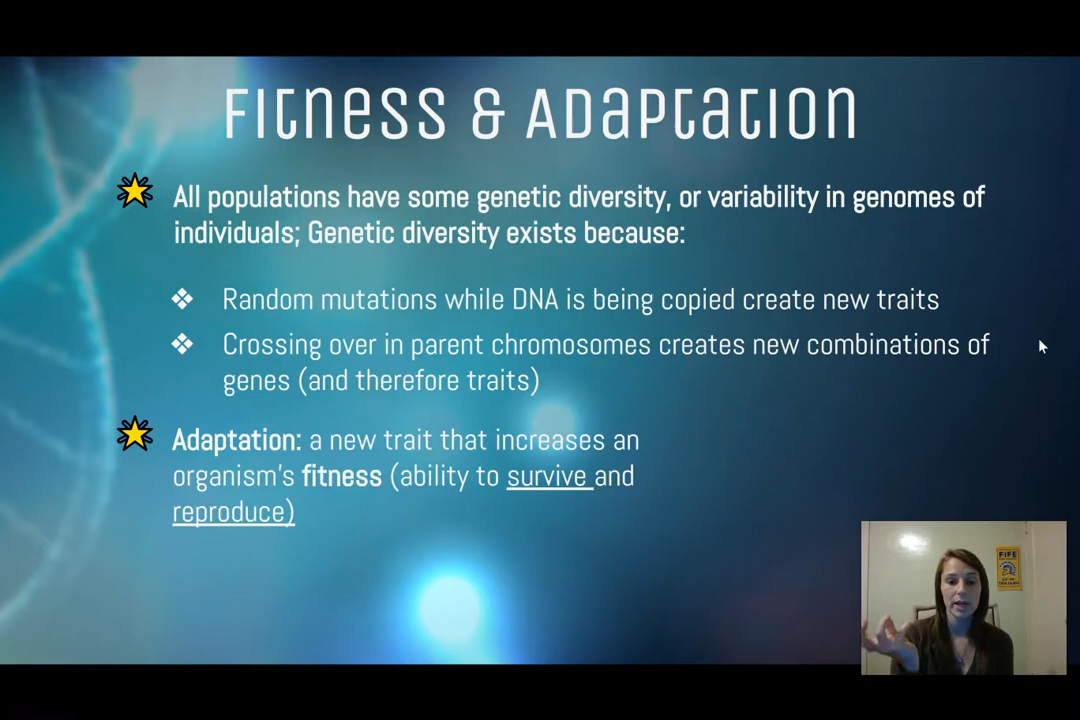 Fitness & Adaptation
All populations have some genetic diversity, or variability in genomes of
individuals; Genetic diversity exists because:
❖ Random mutations while DNA is being copied create new traits
❖ Crossing over in parent chromosomes creates new combinations of
genes (and therefore traits)
Adaptation: a new trait that increases an
organism's fitness (ability to survive and
reproduce)
FIFE